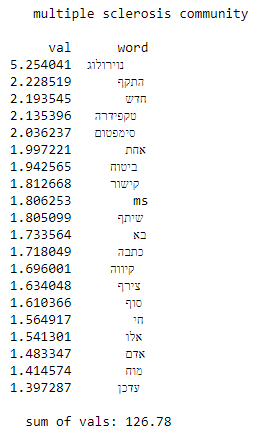 multiple sclerosis community
val word
5.254041 נוירולוג
2.228519 התקף
2.193545 חדש
2.135396 טקפידרה
2.036237 סימפטום
1.997221 אחת
1.942565 ביטוח
1.812668 קישור
1.806253 ms
1.805099 שיתף
1.733564 בא
1.718049 כתבה
1.696001 קיווה
1.634048 צירף
1.610366 סוף
1.564917 חי
1.541301 אלו
1.483347 אדם
1.414574 מוח
1.397287 עדכן
sum of vals: 126.78